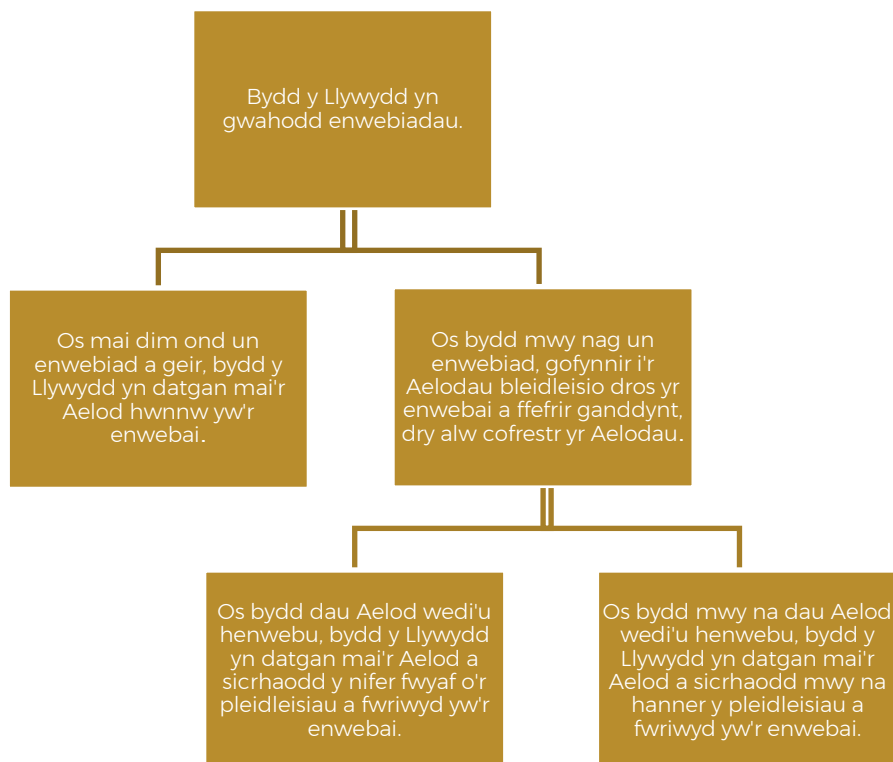 Bydd y Llywydd yn
gwahodd enwebiadau.
Os mai dim ond un
enwebiad a geir, bydd y
Llywydd yn datgan mai'r
Aelod hwnnw yw'r
enwebai.
Os bydd mwy nag un
enwebiad, gofynnir i'r
Aelodau bleidleisio dros yr
enwebai a ffefrir ganddynt,
dry alw cofrestr yr Aelodau.
Os bydd dau Aelod wedi'u
henwebu, bydd y Llywydd
yn datgan mai'r Aelod a
sicrhaodd y nifer fwyaf o'r
pleidleisiau a fwriwyd yw'r
enwebai.
Os bydd mwy na dau Aelod
wedi'u henwebu, bydd y
Llywydd yn datgan mai'r
Aelod a sicrhaodd mwy na
hanner y pleidleisiau a
fwriwyd yw'r enwebai.